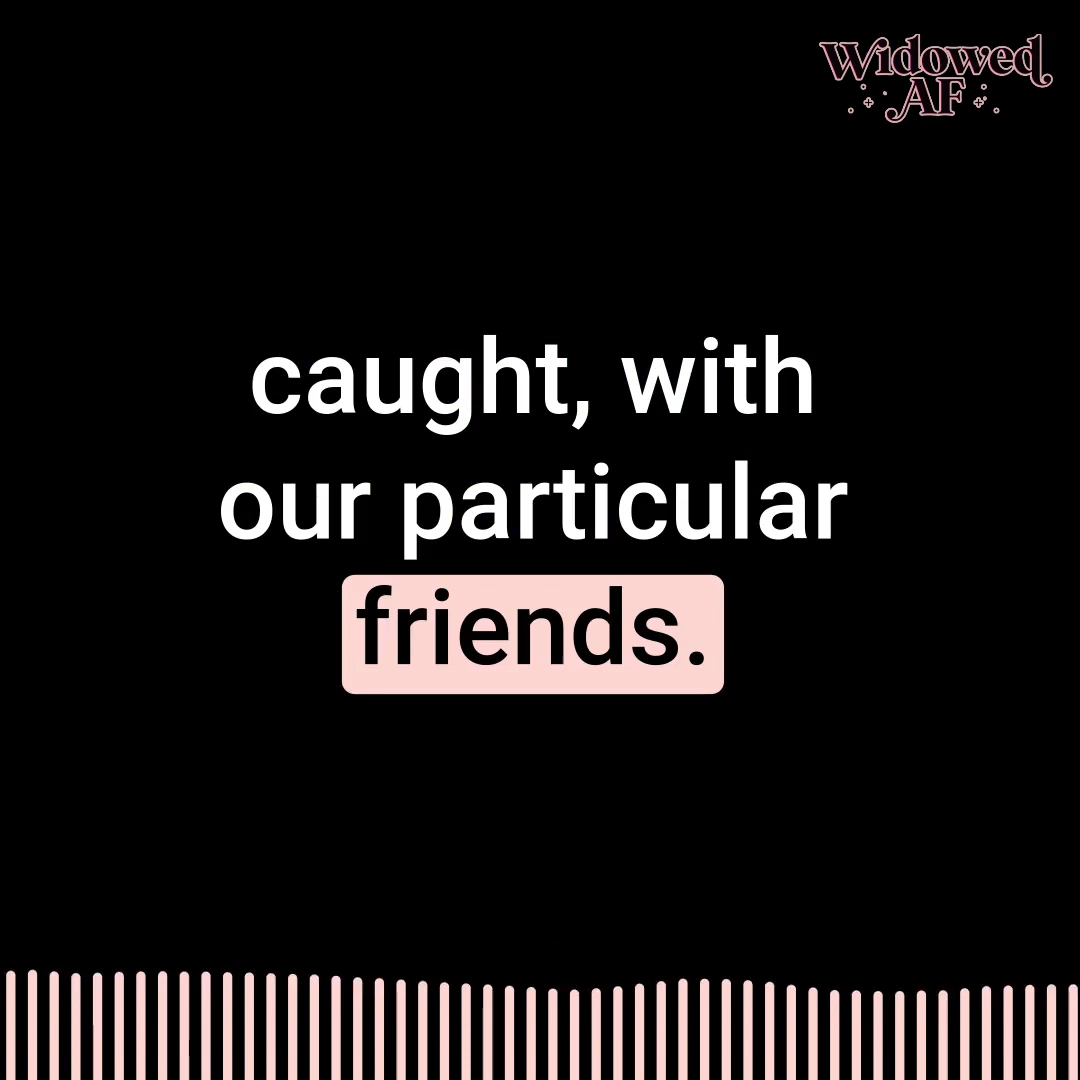 Widowed
AF
caught, with
our particular
friends.